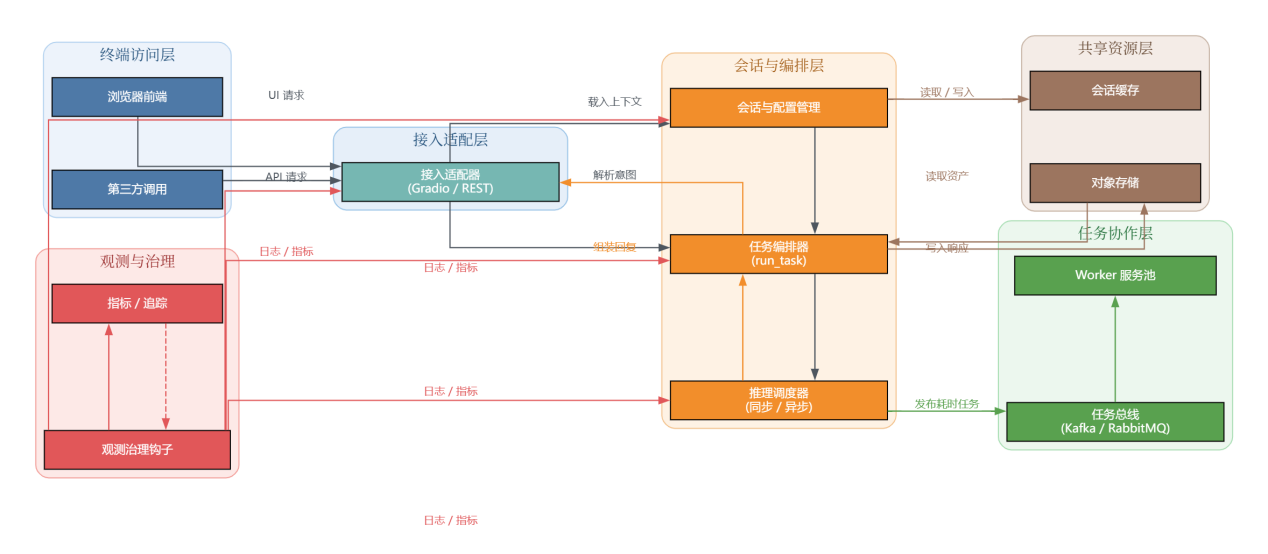 终端访问层
浏览器前端
第三方调用
UI 请求
API 请求
接入适配层
接入适配器
(Gradio / REST)
载入上下文
解析意图
组装回复
会话与编排层
会话与配置管理
任务编排器
(run_task)
推理调度器
(同步 / 异步)
读取 / 写入
读取资产
写入响应
发布耗时任务
共享资源层
会话缓存
对象存储
任务协作层
Worker 服务池
任务总线
(Kafka / RabbitMQ)
观测与治理
指标 / 追踪
观测治理钩子
日志 / 指标
日志 / 指标
日志 / 指标
日志 / 指标